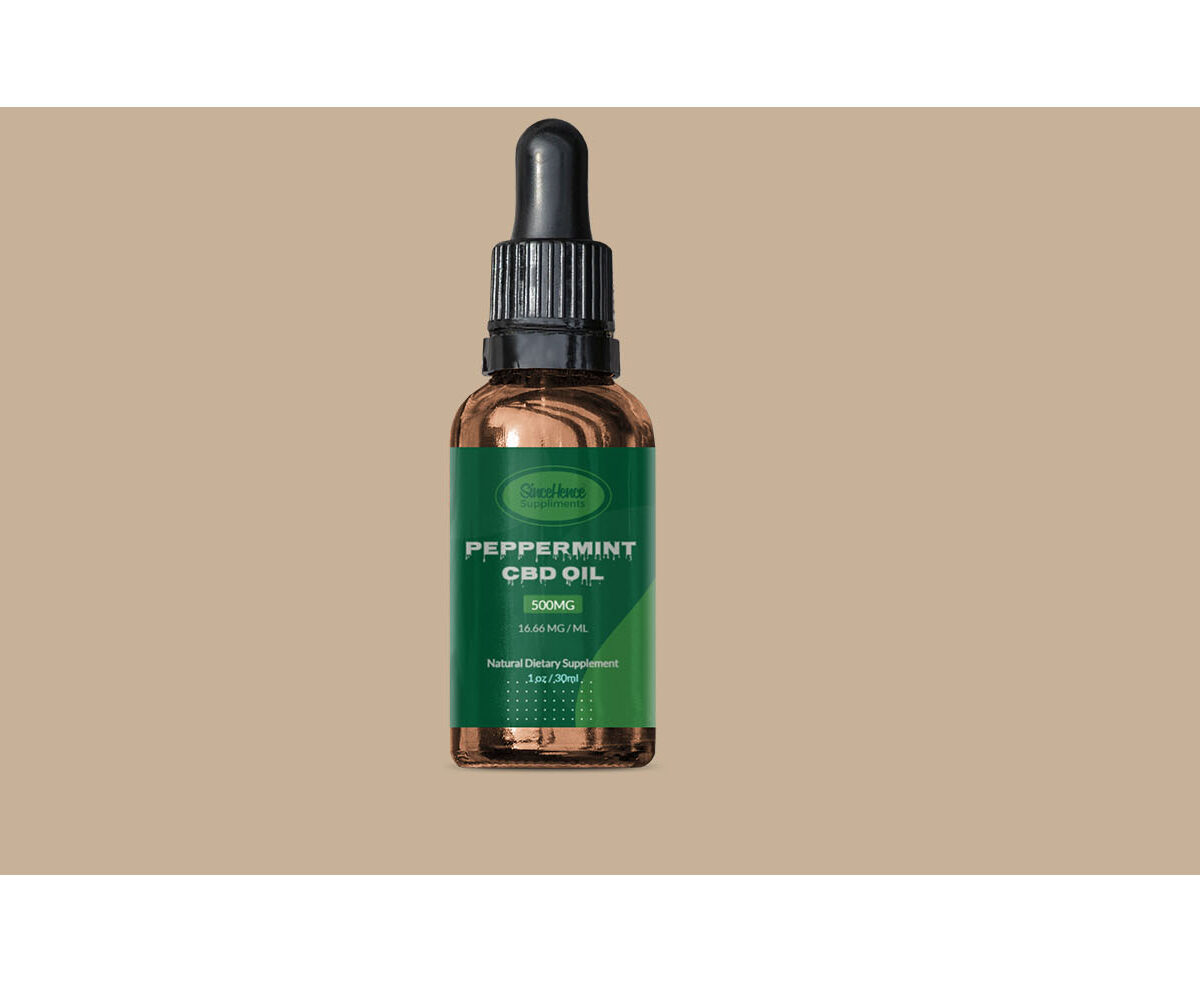 SinceHence
Suppliments
PEPPERMINT
CBD OIL
500MG
16.66 MG / ML
Natural Dietary Supplement
1 oz / 30ml